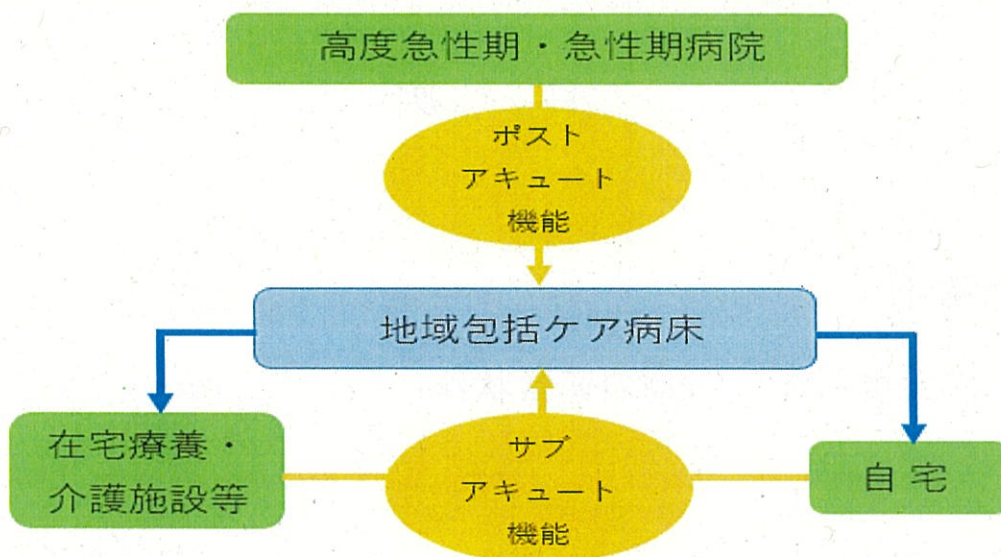 高度急性期・急性期病院
ポスト
アキュート
機能
地域包括ケア病床
在宅療養・
介護施設等
サブ
アキュート
機能
自宅